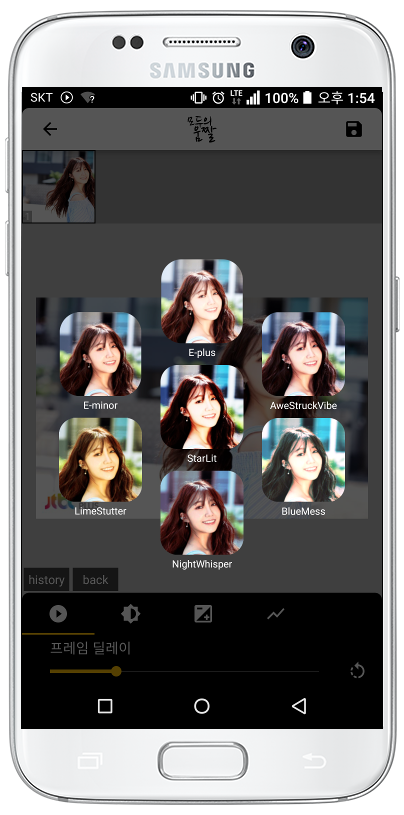 SAMSUNG
SKT LTE 100% 오후 1:54
모두의
움짤
E-plus
E-minor
AweStruckVibe
StarLit
LimeStutter
BlueMess
NightWhisper
history
back
프레임 딜레이